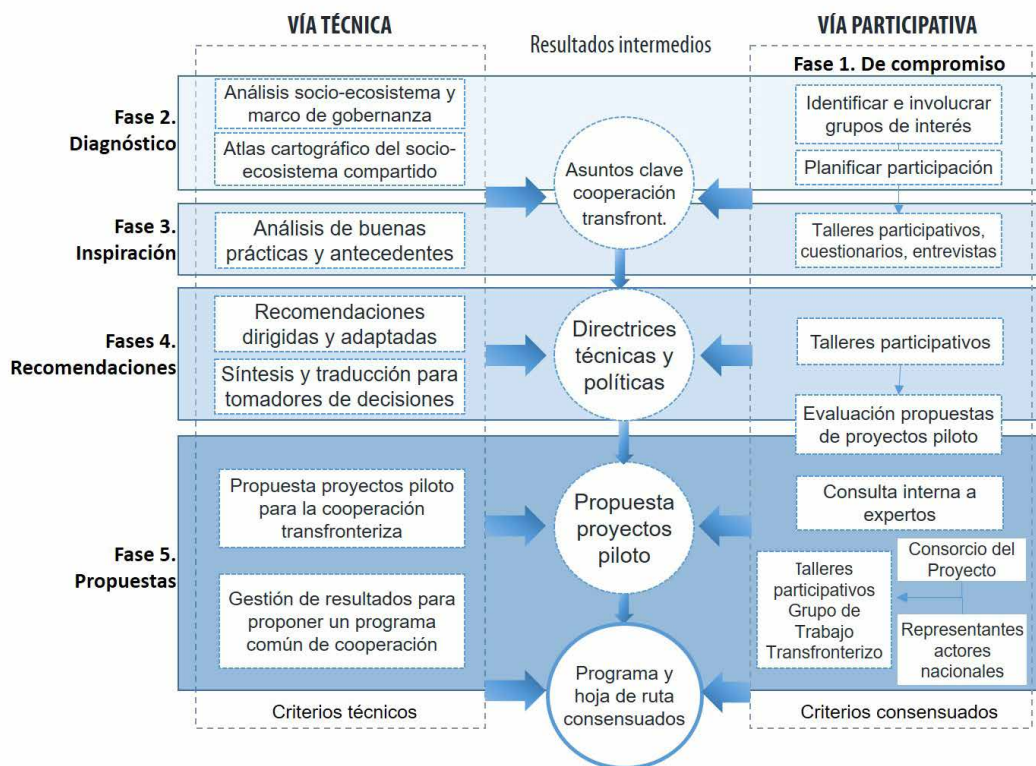 VÍA TÉCNICA
Resultados intermedios
VÍA PARTICIPATIVA
Fase 1. De compromiso
Fase 2.
Diagnóstico
Análisis socio-ecosistema y
marco de gobernanza
Atlas cartográfico del socio-
ecosistema compartido
Asuntos clave
cooperación
transfront.
Identificar e involucrar
grupos de interés
Planificar participación
Fase 3.
Inspiración
Análisis de buenas
prácticas y antecedentes
Talleres participativos,
cuestionarios, entrevistas
Fases 4.
Recomendaciones
Recomendaciones
dirigidas y adaptadas
Síntesis y traducción para
tomadores de decisiones
Directrices
técnicas y
políticas
Talleres participativos
Evaluación propuestas
de proyectos piloto
Fase 5.
Propuestas
Propuesta proyectos piloto
para la cooperación
transfronteriza
Gestión de resultados para
proponer un programa
común de cooperación
Propuesta
proyectos
piloto
Consulta interna a
expertos
Talleres
participativos
Grupo de
Trabajo
Transfronterizo
Consorcio del
Proyecto
Representantes
actores
nacionales
Programa y
hoja de ruta
consensuados
Criterios técnicos
Criterios consensuados